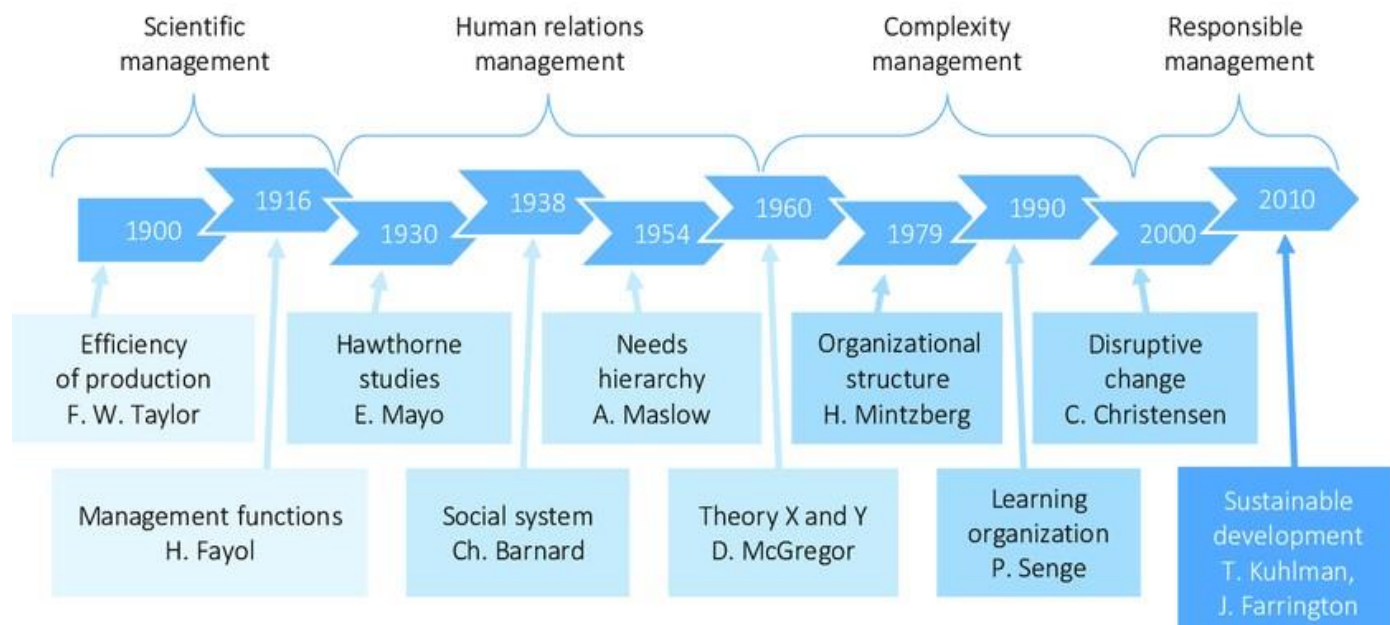 Scientific
management
Human relations
management
Complexity
management
Responsible
management
1900
1916
1930
1938
1954
1960
1979
1990
2000
2010
Efficiency
of production
F. W. Taylor
Hawthorne
studies
E. Mayo
Needs
hierarchy
A. Maslow
Organizational
structure
H. Mintzberg
Disruptive
change
C. Christensen
Management functions
H. Fayol
Social system
Ch. Barnard
Theory X and Y
D. McGregor
Learning
organization
P. Senge
Sustainable
development
T. Kuhlman,
J. Farrington